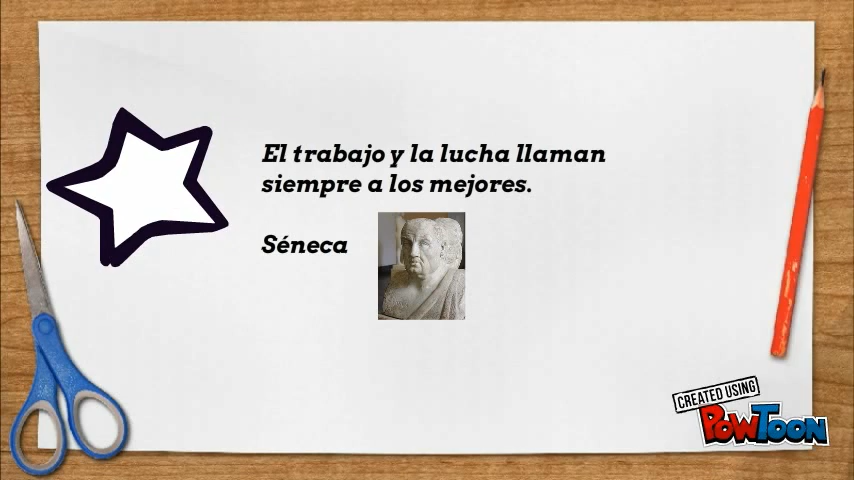 El trabajo y la lucha llaman
siempre a los mejores.
Séneca
CREATED USING
POWTOON